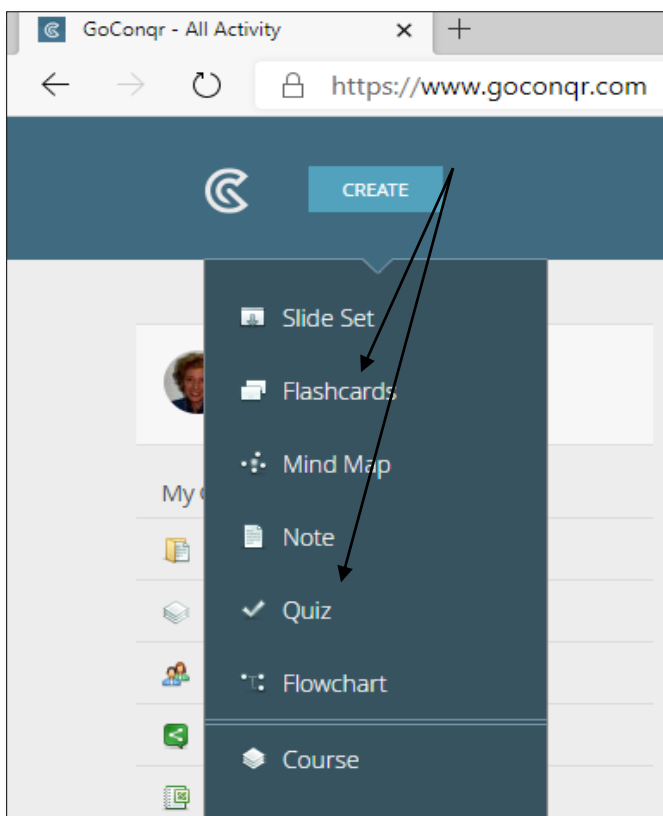 GoConqr - All Activity
https://www.goconqr.com
CREATE
Slide Set
Flashcards
Mind Map
My
Note
Quiz
Flowchart
Course